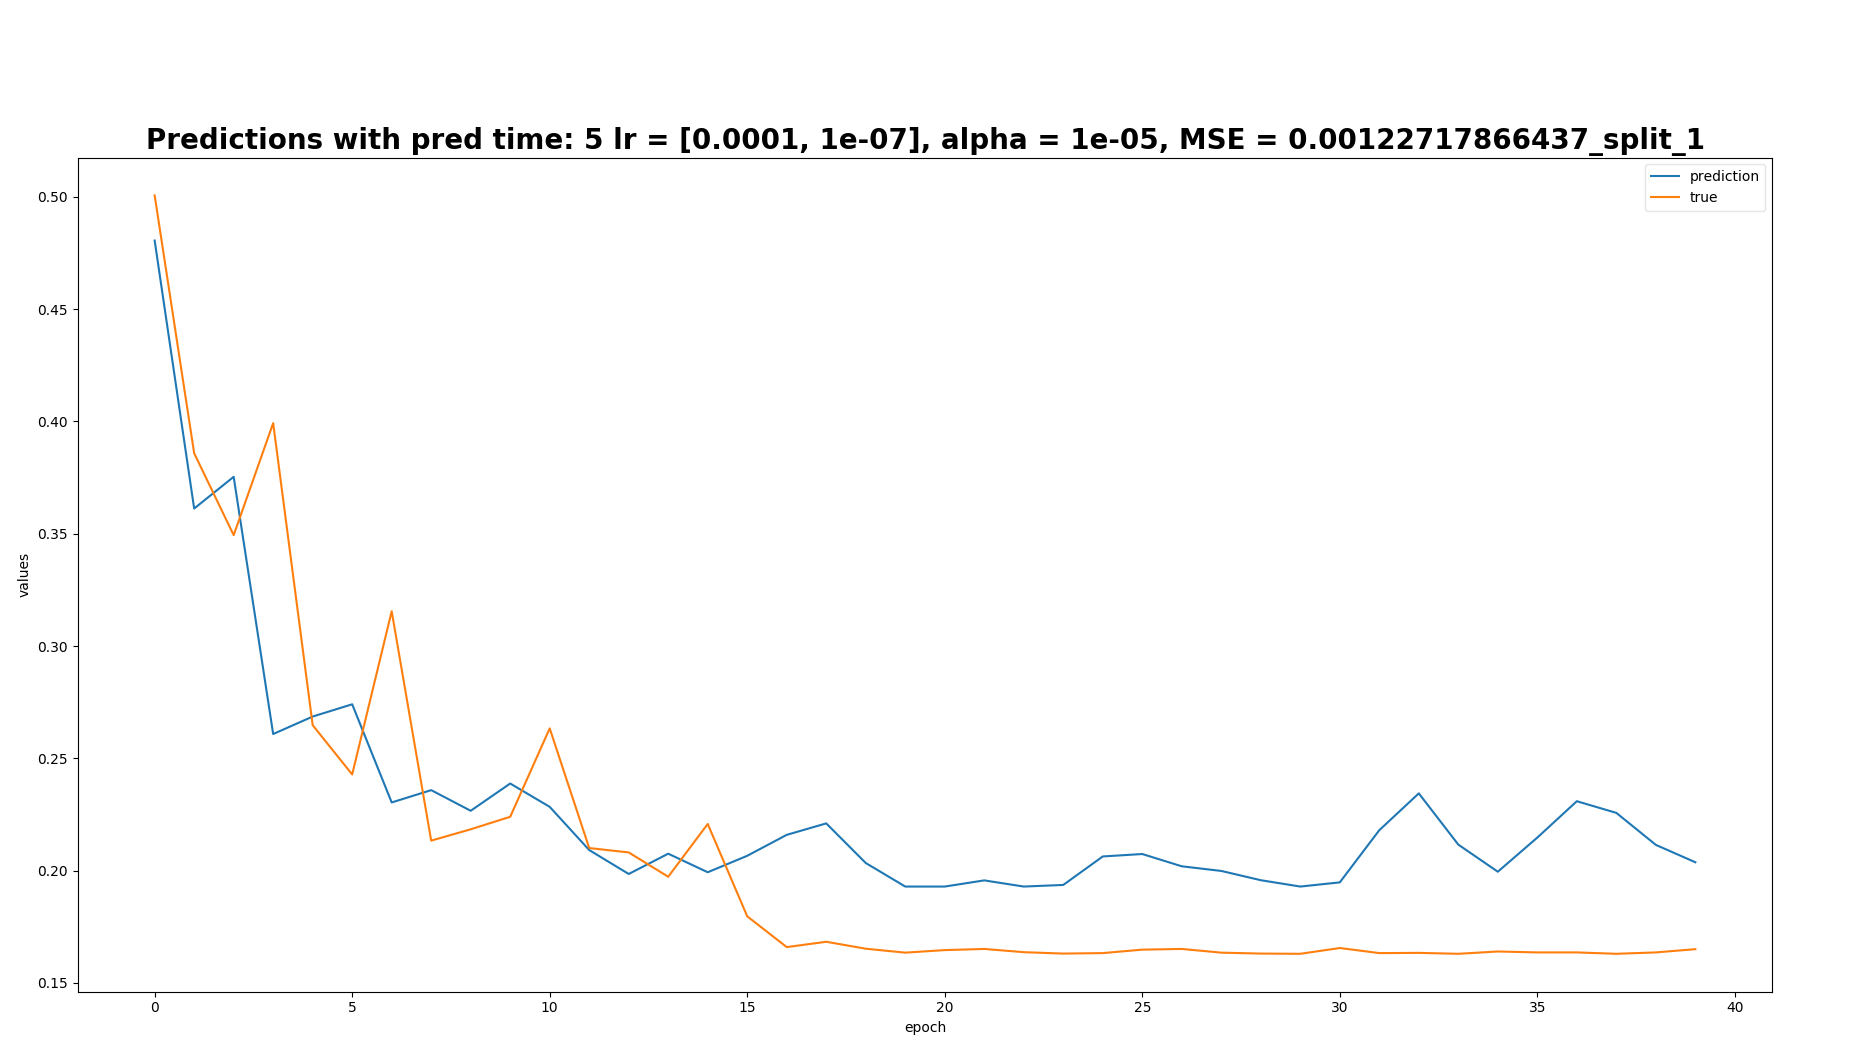 Predictions with pred time: 5 lr = [0.0001, 1e-07], alpha = 1e-05, MSE = 0.00122717866437_split_1
prediction
true
0.50
0.45
0.40
0.35
0.30
0.25
0.20
0.15
values
0 5 10 15 20 25 30 35 40
epoch